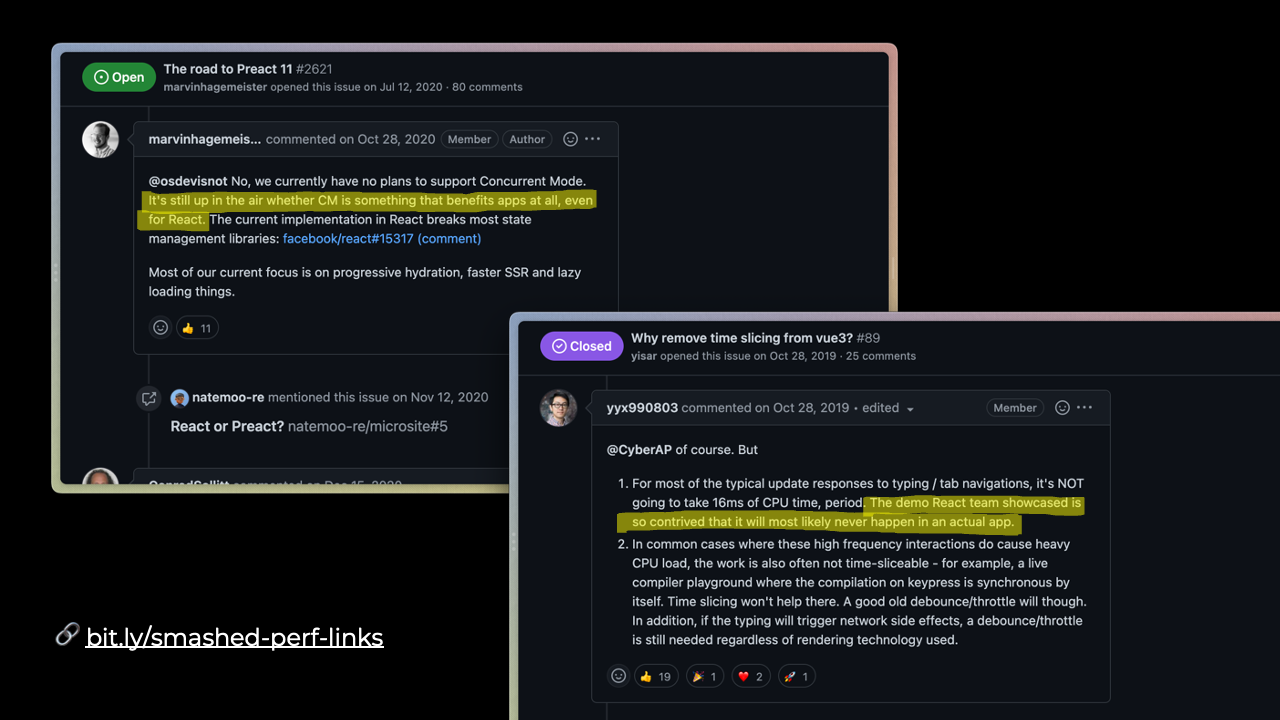 Open
The road to Preact 11 #2621
marvinhagemeister opened this issue on Jul 12, 2020 · 80 comments
marvinhagemeis... commented on Oct 28, 2020 Member Author
@osdevisnot No, we currently have no plans to support Concurrent Mode.
It's still up in the air whether CM is something that benefits apps at all, even
for React. The current implementation in React breaks most state
management libraries: facebook/react#15317 (comment)
Most of our current focus is on progressive hydration, faster SSR and lazy
loading things.
👍 11
natemoo-re mentioned this issue on Nov 12, 2020
React or Preact? natemoo-re/microsite#5
Closed
Why remove time slicing from vue3? #89
yisar opened this issue on Oct 28, 2019 · 25 comments
yyx990803 commented on Oct 28, 2019 · edited Member
@CyberAP of course. But
1. For most of the typical update responses to typing / tab navigations, it's NOT
going to take 16ms of CPU time, period. The demo React team showcased is
so contrived that it will most likely never happen in an actual app.
2. In common cases where these high frequency interactions do cause heavy
CPU load, the work is also often not time-sliceable - for example, a live
compiler playground where the compilation on keypress is synchronous by
itself. Time slicing won't help there. A good old debounce/throttle will though.
In addition, if the typing will trigger network side effects, a debounce/throttle
is still needed regardless of rendering technology used.
👍 19 🎉 1 ❤️ 2 🚀 1
🔗 bit.ly/smashed-perf-links